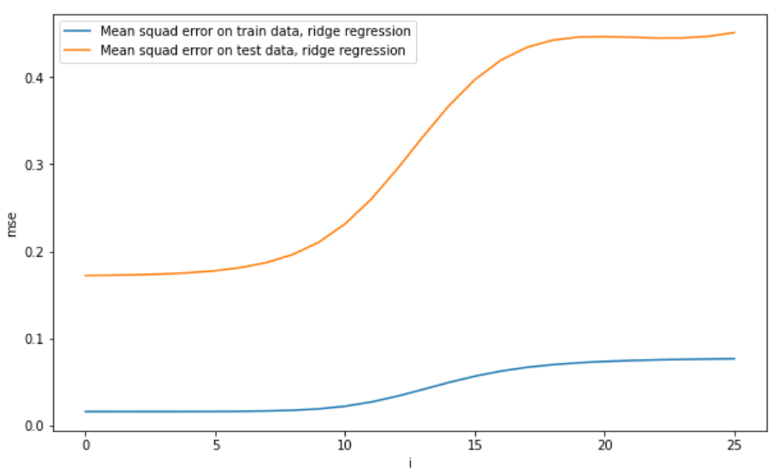 Mean squad error on train data, ridge regression
Mean squad error on test data, ridge regression
mse
0.4
0.3
0.2
0.1
0.0
0 5 10 15 20 25
i